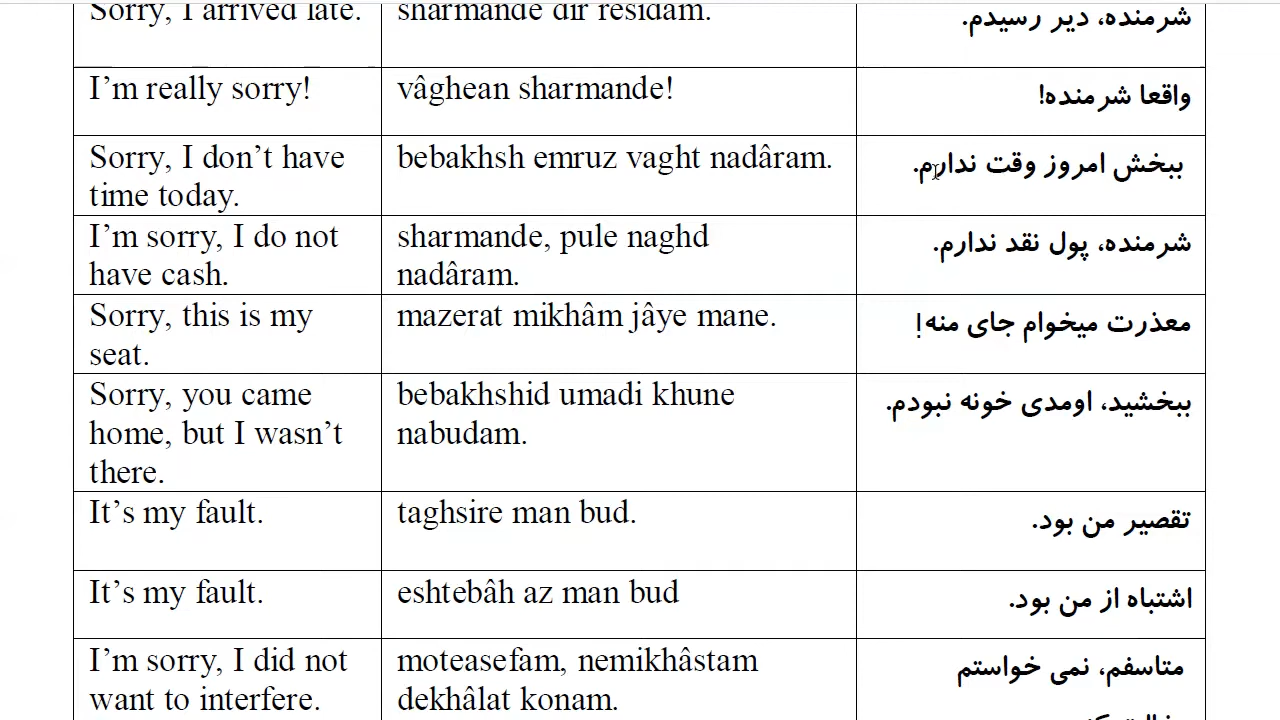 Sorry, I arrived late.
sharmande dir residam.
شرمنده، دیر رسیدم.
I’m really sorry!
vâghean sharmande!
واقعا شرمنده!
Sorry, I don’t have
time today.
bebakhsh emruz vaght nadâram.
ببخش امروز وقت ندارم.
I’m sorry, I do not
have cash.
sharmande, pule naghd
nadâram.
شرمنده، پول نقد ندارم.
Sorry, this is my
seat.
mazerat mikhâm jâye mane.
معذرت میخوام جای منه!
Sorry, you came
home, but I wasn’t
there.
bebakhshid umadi khune
nabudam.
ببخشید، اومدی خونه نبودم.
It’s my fault.
taghsire man bud.
تقصیر من بود.
It’s my fault.
eshtebâh az man bud
اشتباه از من بود.
I’m sorry, I did not
want to interfere.
moteasefam, nemikhâstam
dekhâlat konam.
متاسفم، نمی خواستم